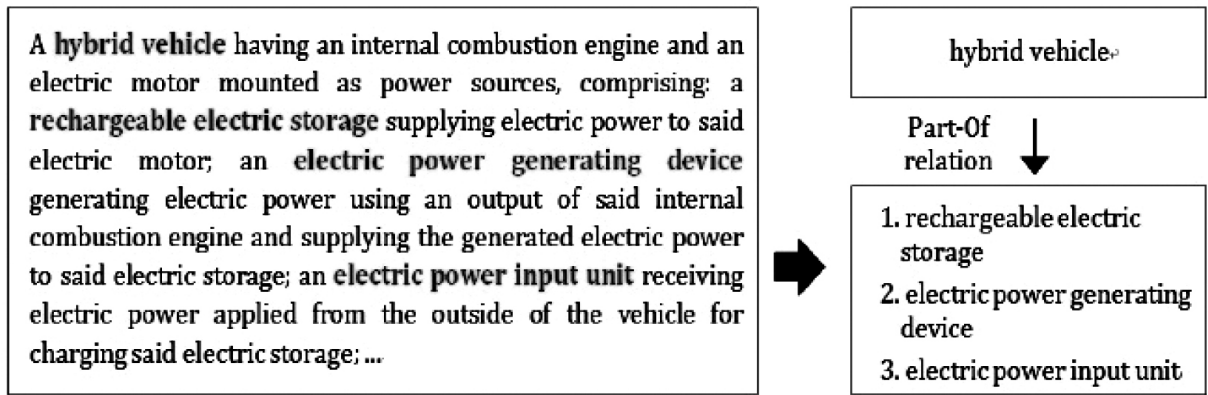 A hybrid vehicle having an internal combustion engine and an
electric motor mounted as power sources, comprising: a
rechargeable electric storage supplying electric power to said
electric motor; an electric power generating device
generating electric power using an output of said internal
combustion engine and supplying the generated electric power
to said electric storage; an electric power input unit receiving
electric power applied from the outside of the vehicle for
charging said electric storage; ...
hybrid vehicle↵
Part-Of
relation
1. rechargeable electric
storage
2. electric power generating
device
3. electric power input unit